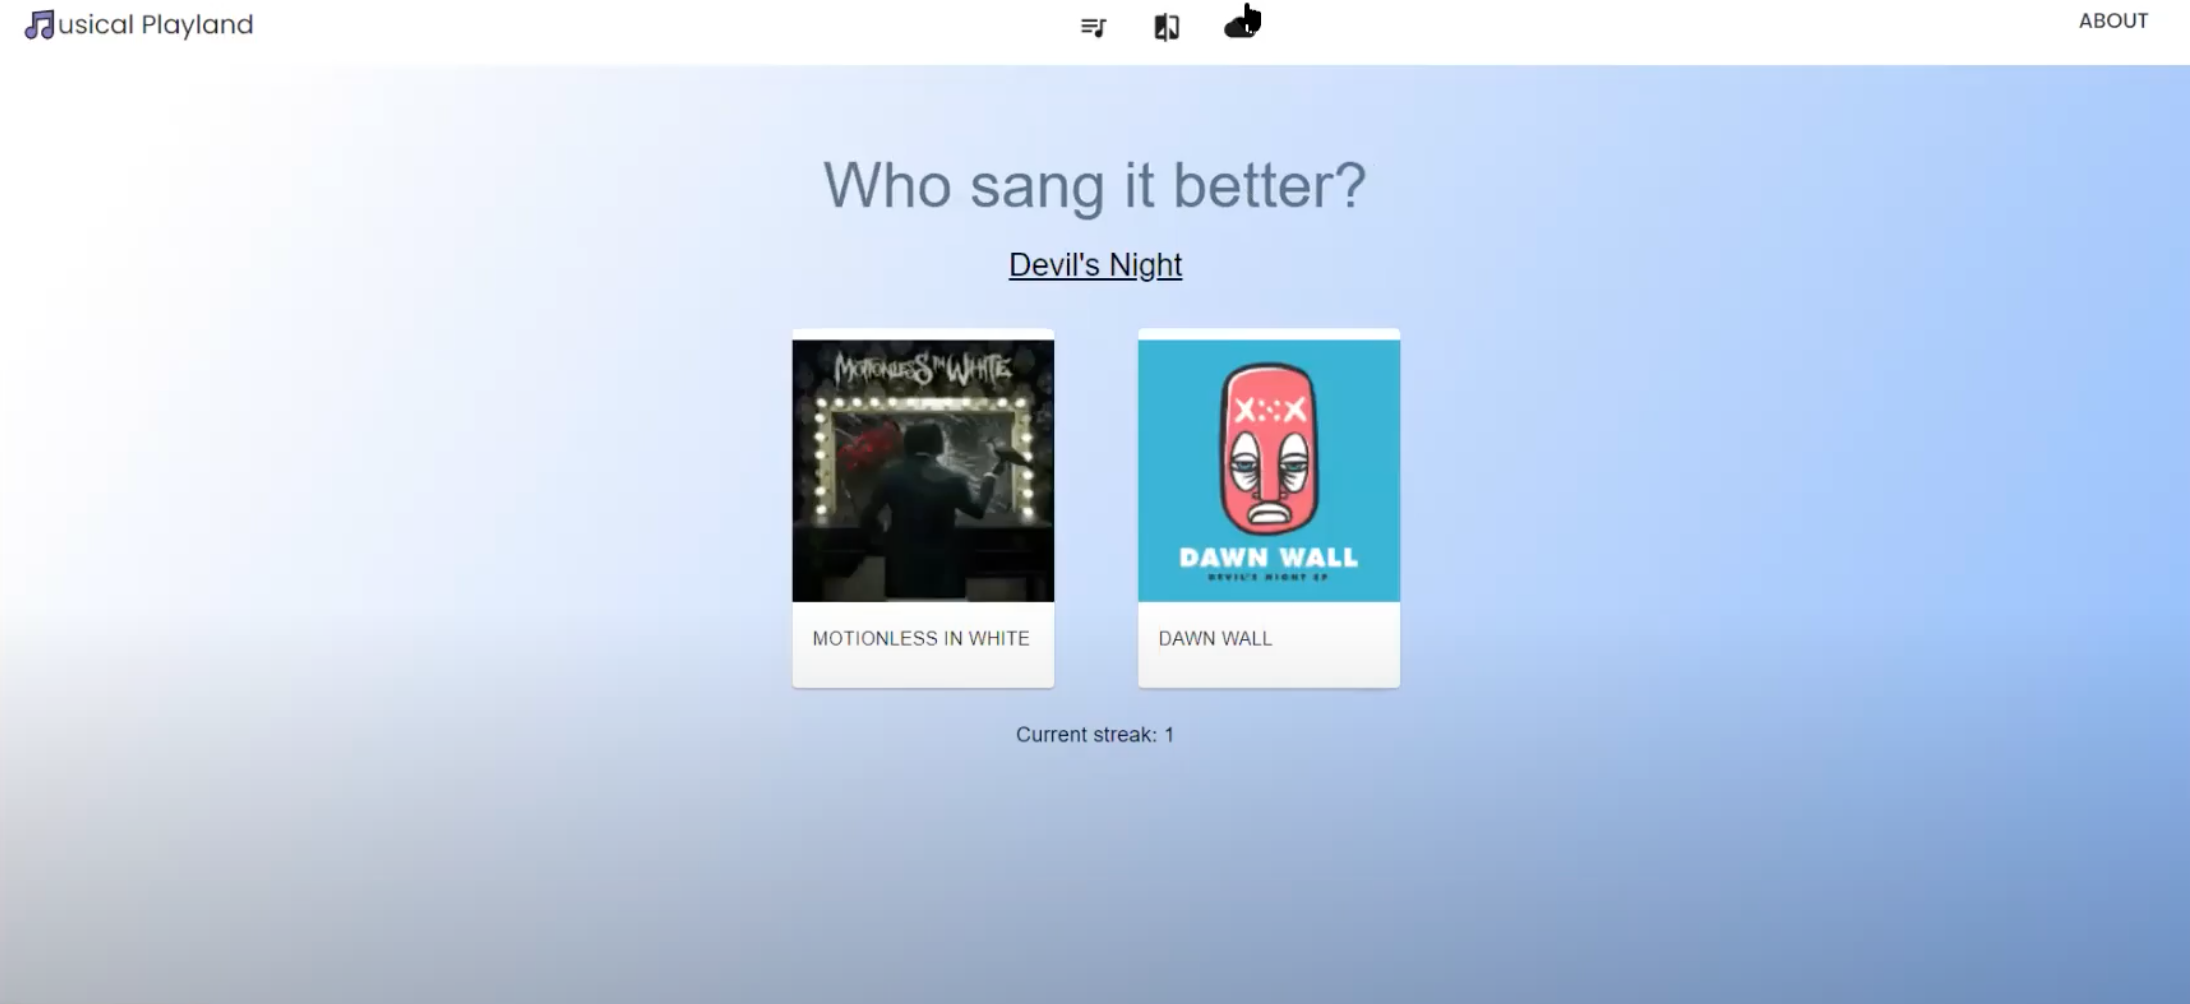 usical Playland
ABOUT
Who sang it better?
Devil's Night
MOTIONLESS IN WHITE
X X
DAWN WALL
DEVIL'S NIGHT EP
MOTIONLESS IN WHITE
DAWN WALL
Current streak: 1